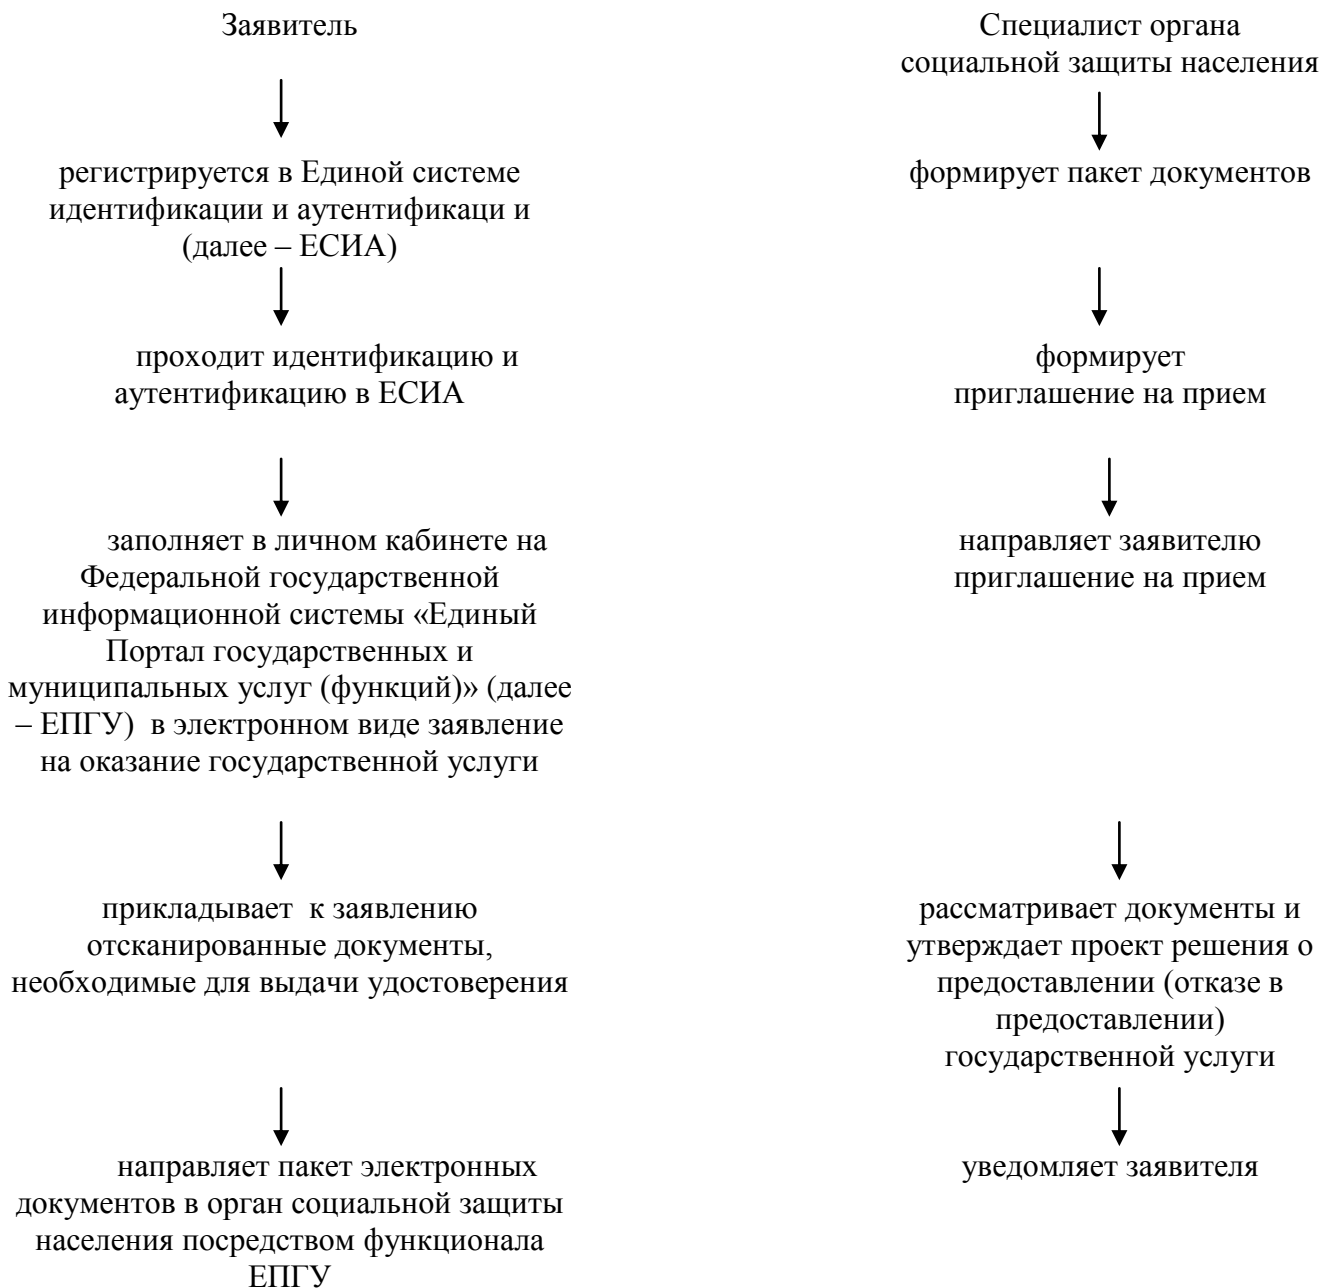 Заявитель
регистрируется в Единой системе
идентификации и аутентификаци и
(далее – ЕСИА)
проходит идентификацию и
аутентификацию в ЕСИА
заполняет в личном кабинете на
Федеральной государственной
информационной системы «Единый
Портал государственных и
муниципальных услуг (функций)» (далее
– ЕПГУ) в электронном виде заявление
на оказание государственной услуги
прикладывает к заявлению
отсканированные документы,
необходимые для выдачи удостоверения
направляет пакет электронных
документов в орган социальной защиты
населения посредством функционала
ЕПГУ
Специалист органа
социальной защиты населения
формирует пакет документов
формирует
приглашение на прием
направляет заявителю
приглашение на прием
рассматривает документы и
утверждает проект решения о
предоставлении (отказе в
предоставлении)
государственной услуги
уведомляет заявителя